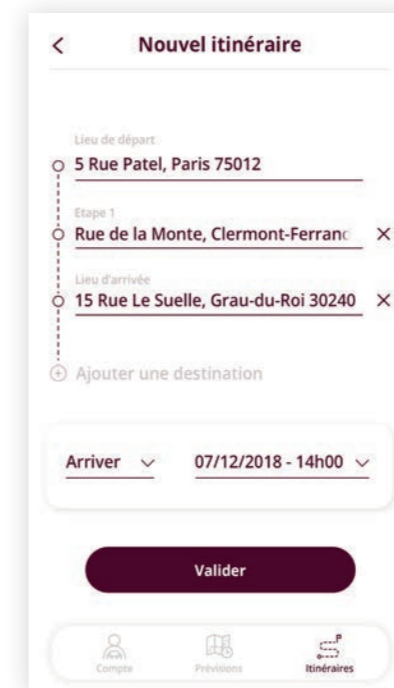 Nouvel itinéraire
Lieu de départ
5 Rue Patel, Paris 75012
Etape 1
Rue de la Monte, Clermont-Ferranc
Lieu d'arrivée
15 Rue Le Suelle, Grau-du-Roi 30240
Ajouter une destination
Arriver 07/12/2018 - 14h00
Valider
Compte Prévisions Itinéraires